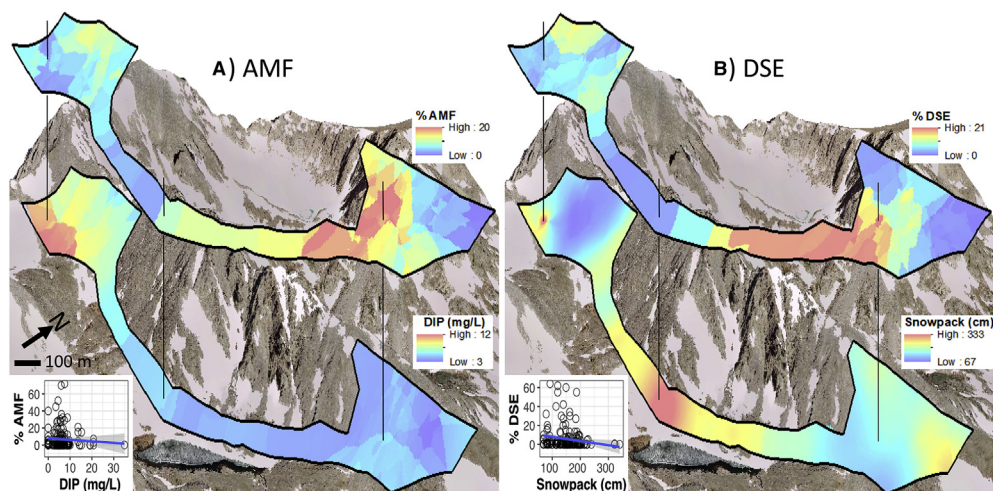 A) AMF
% AMF
High : 20
Low : 0
DIP (mg/L)
High : 12
Low : 3
N
100 m
% AMF
60
40
20
0
0 10 20 30
DIP (mg/L)
B) DSE
% DSE
High : 21
Low : 0
Snowpack (cm)
High : 333
Low : 67
% DSE
60
40
20
0
100 200 300
Snowpack (cm)